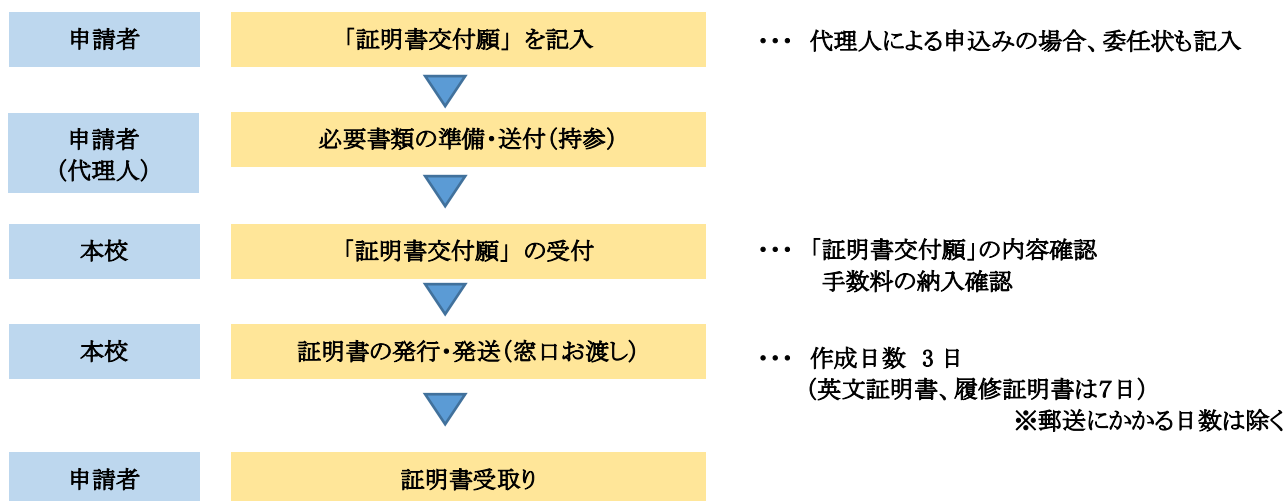 申請者
「証明書交付願」を記入
… 代理人による申込みの場合、委任状も記入
申請者
（代理人）
必要書類の準備・送付（持参）
本校
「証明書交付願」の受付
… 「証明書交付願」の内容確認
手数料の納入確認
本校
証明書の発行・発送（窓口お渡し）
… 作成日数 3 日
（英文証明書、履修証明書は7日）
※郵送にかかる日数は除く
申請者
証明書受取り